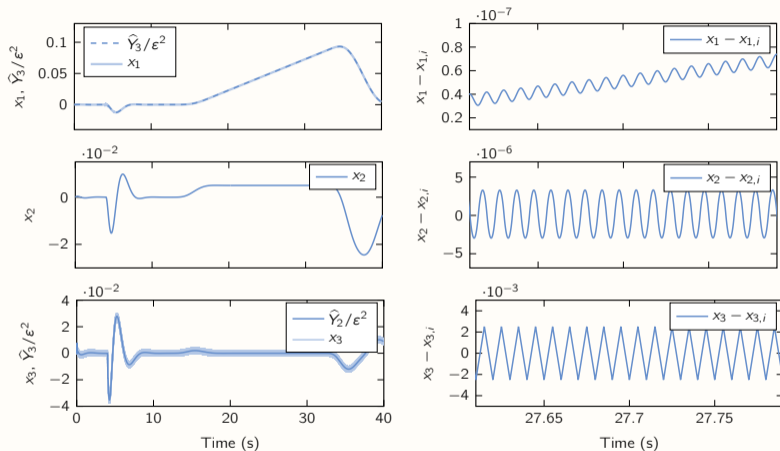 0.1
0.05
0
x₁, Ŷ₃/ε²
Ŷ₃/ε²
x₁
·10⁻²
0
−2
x₂
x₂
·10⁻²
4
2
0
−2
−4
x₃, Ŷ₃/ε²
Ŷ₂/ε²
x₃
0 10 20 30 40
Time (s)
·10⁻⁷
1
0.8
0.6
0.4
0.2
x₁ − x₁,ᵢ
x₁ − x₁,ᵢ
·10⁻⁶
5
0
−5
x₂ − x₂,ᵢ
x₂ − x₂,ᵢ
·10⁻³
4
2
0
−2
−4
x₃ − x₃,ᵢ
x₃ − x₃,ᵢ
27.65 27.7 27.75
Time (s)